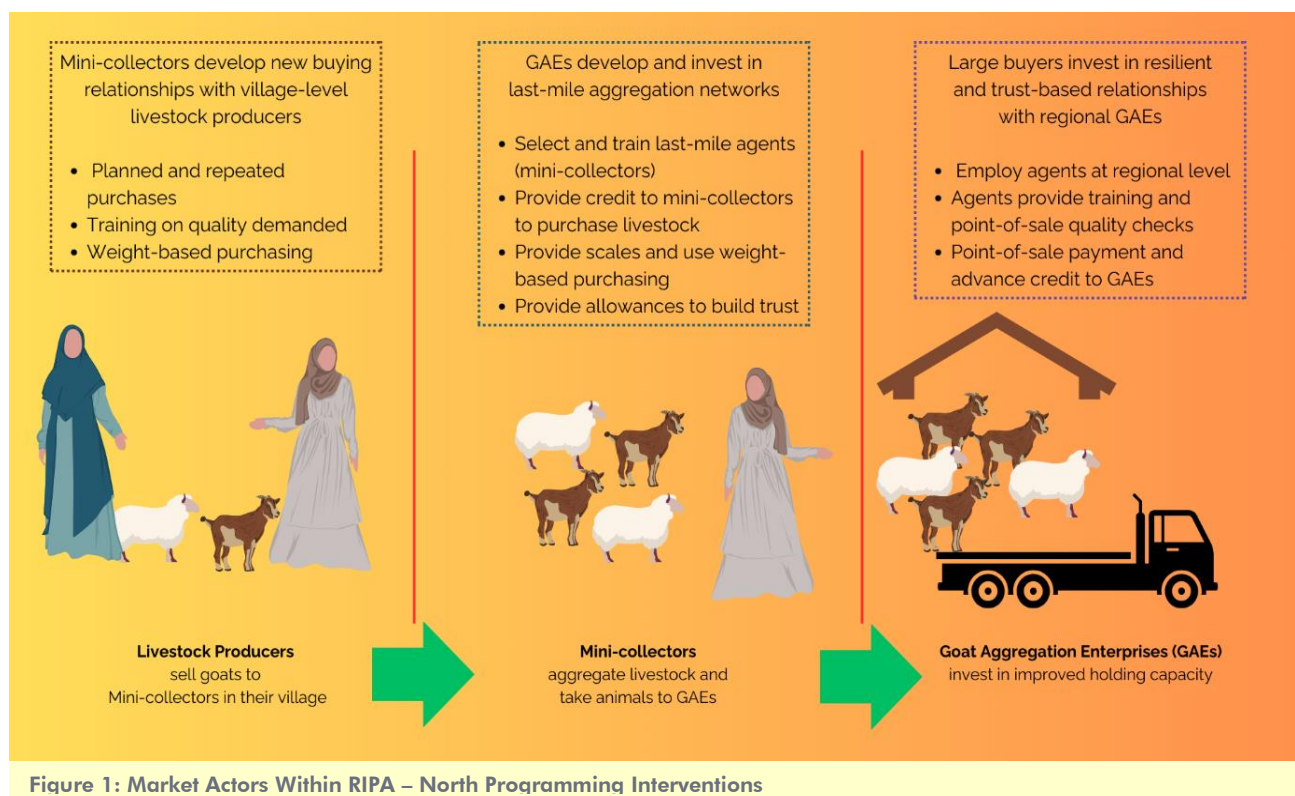 Mini-collectors develop new buying
relationships with village-level
livestock producers
• Planned and repeated
purchases
• Training on quality demanded
• Weight-based purchasing
GAEs develop and invest in
last-mile aggregation networks
• Select and train last-mile agents
(mini-collectors)
• Provide credit to mini-collectors
to purchase livestock
• Provide scales and use weight-
based purchasing
• Provide allowances to build trust
Large buyers invest in resilient
and trust-based relationships
with regional GAEs
• Employ agents at regional level
• Agents provide training and
point-of-sale quality checks
• Point-of-sale payment and
advance credit to GAEs
Livestock Producers
sell goats to
Mini-collectors in their village
Mini-collectors
aggregate livestock and
take animals to GAEs
Goat Aggregation Enterprises (GAEs)
invest in improved holding capacity
Figure 1: Market Actors Within RIPA – North Programming Interventions